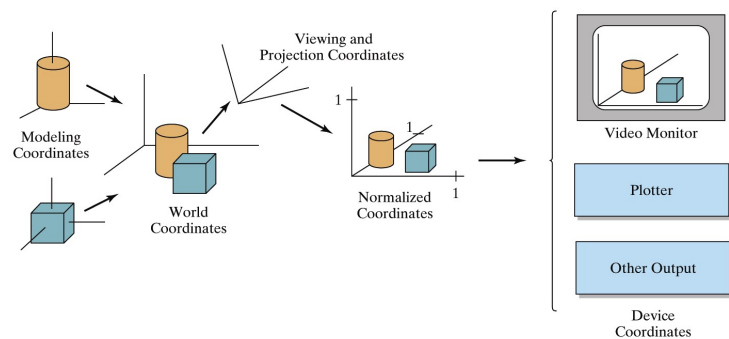 Modeling
Coordinates
World
Coordinates
Viewing and
Projection Coordinates
1
1
1
Normalized
Coordinates
Video Monitor
Plotter
Other Output
Device
Coordinates